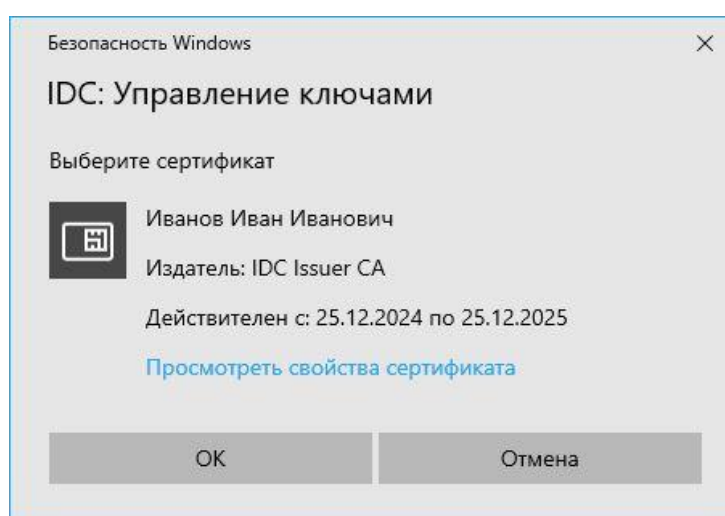 Безопасность Windows
IDC: Управление ключами
Выберите сертификат
Иванов Иван Иванович
Издатель: IDC Issuer CA
Действителен с: 25.12.2024 по 25.12.2025
Просмотреть свойства сертификата
ОК
Отмена